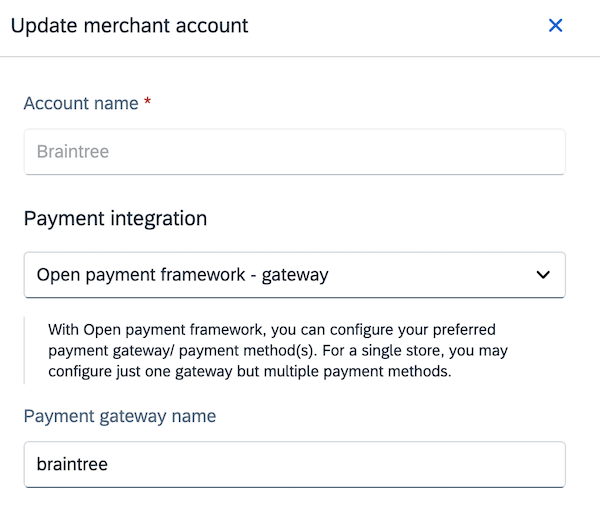 Update merchant account
Account name *
Braintree
Payment integration
Open payment framework - gateway
With Open payment framework, you can configure your preferred
payment gateway/ payment method(s). For a single store, you may
configure just one gateway but multiple payment methods.
Payment gateway name
braintree